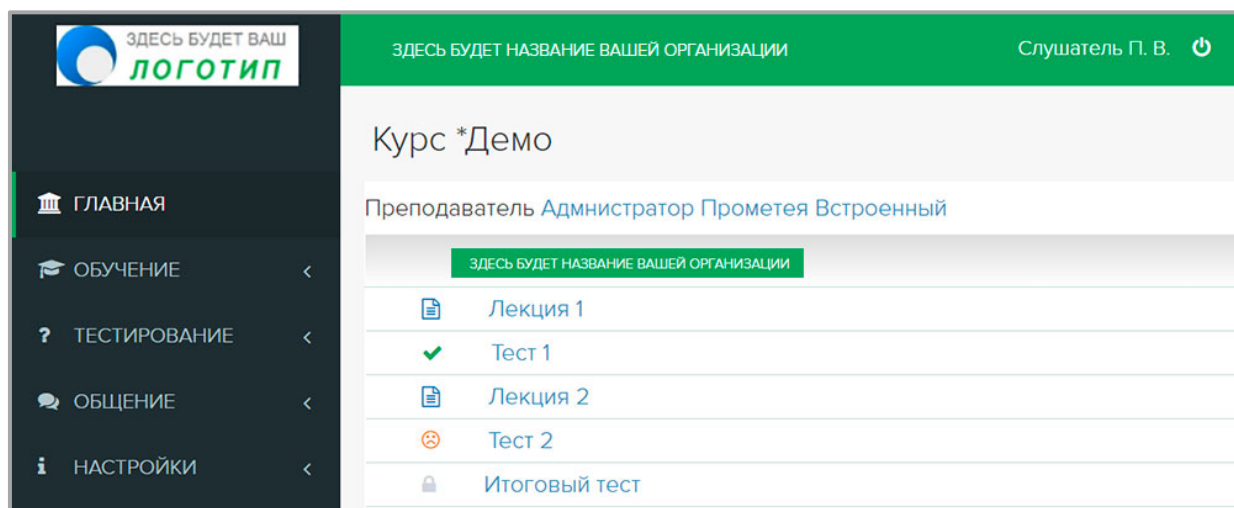 ЗДЕСЬ БУДЕТ ВАШ
ЛОГОТИП
ЗДЕСЬ БУДЕТ НАЗВАНИЕ ВАШЕЙ ОРГАНИЗАЦИИ
Слушатель П. В.
Курс *Демо
ГЛАВНАЯ
ОБУЧЕНИЕ
ТЕСТИРОВАНИЕ
ОБЩЕНИЕ
НАСТРОЙКИ
Преподаватель Адмнистратор Прометея Встроенный
ЗДЕСЬ БУДЕТ НАЗВАНИЕ ВАШЕЙ ОРГАНИЗАЦИИ
Лекция 1
Тест 1
Лекция 2
Тест 2
Итоговый тест